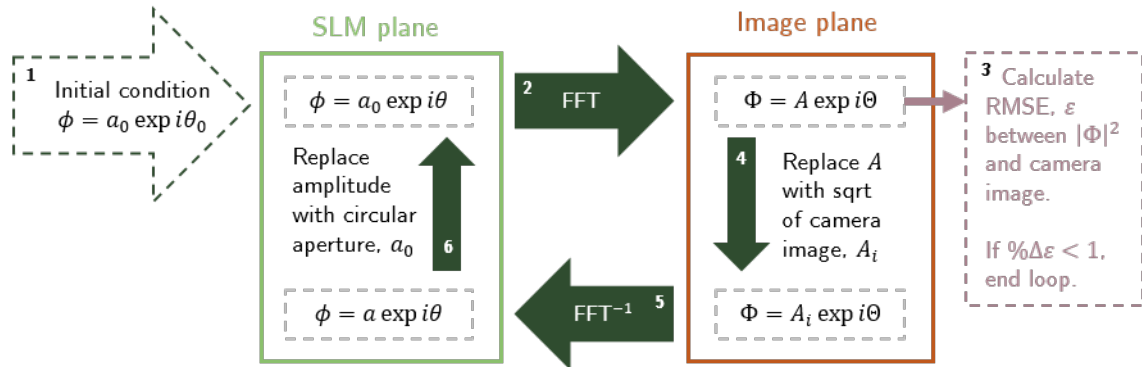 SLM plane
Image plane
1
Initial condition
ϕ = a₀ exp iθ₀
ϕ = a₀ exp iθ
2
FFT
Φ = A exp iΘ
3 Calculate
RMSE, ε
between |Φ|²
and camera
image.
If %Δε < 1,
end loop.
Replace
amplitude
with circular
aperture, a₀
6
4
Replace A
with sqrt
of camera
image, Aᵢ
ϕ = a exp iθ
FFT⁻¹
5
Φ = Aᵢ exp iΘ